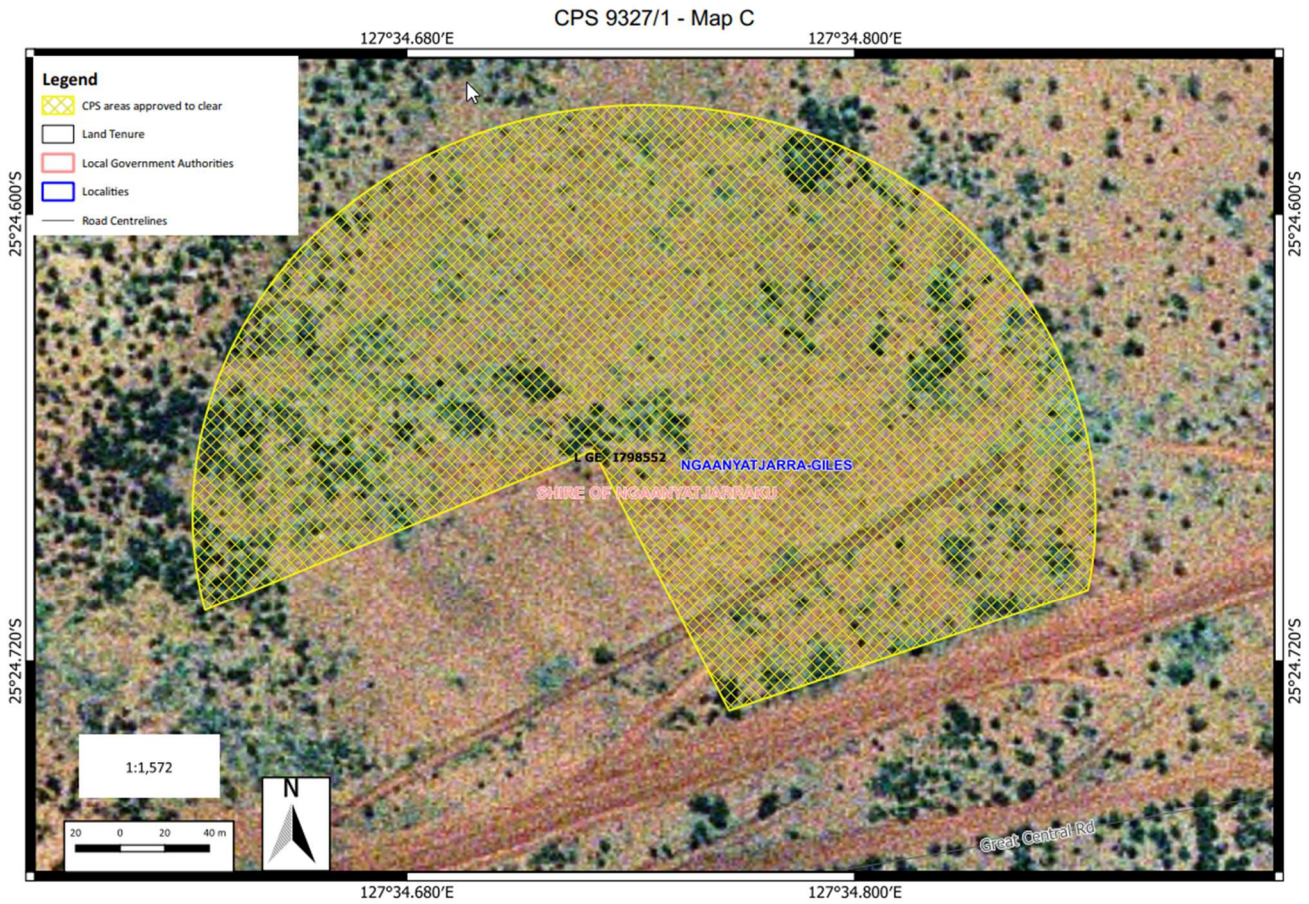 CPS 9327/1 - Map C
127°34.680′E 127°34.800′E
Legend
CPS areas approved to clear
Land Tenure
Local Government Authorities
Localities
Road Centrelines
25°24.600′S 25°24.600′S
L GE I798552
NGAANYATJARRA-GILES
SHIRE OF NGAANYATJARRAKU
25°24.720′S 25°24.720′S
1:1,572
N
20 0 20 40 m
Great Central Rd
127°34.680′E 127°34.800′E